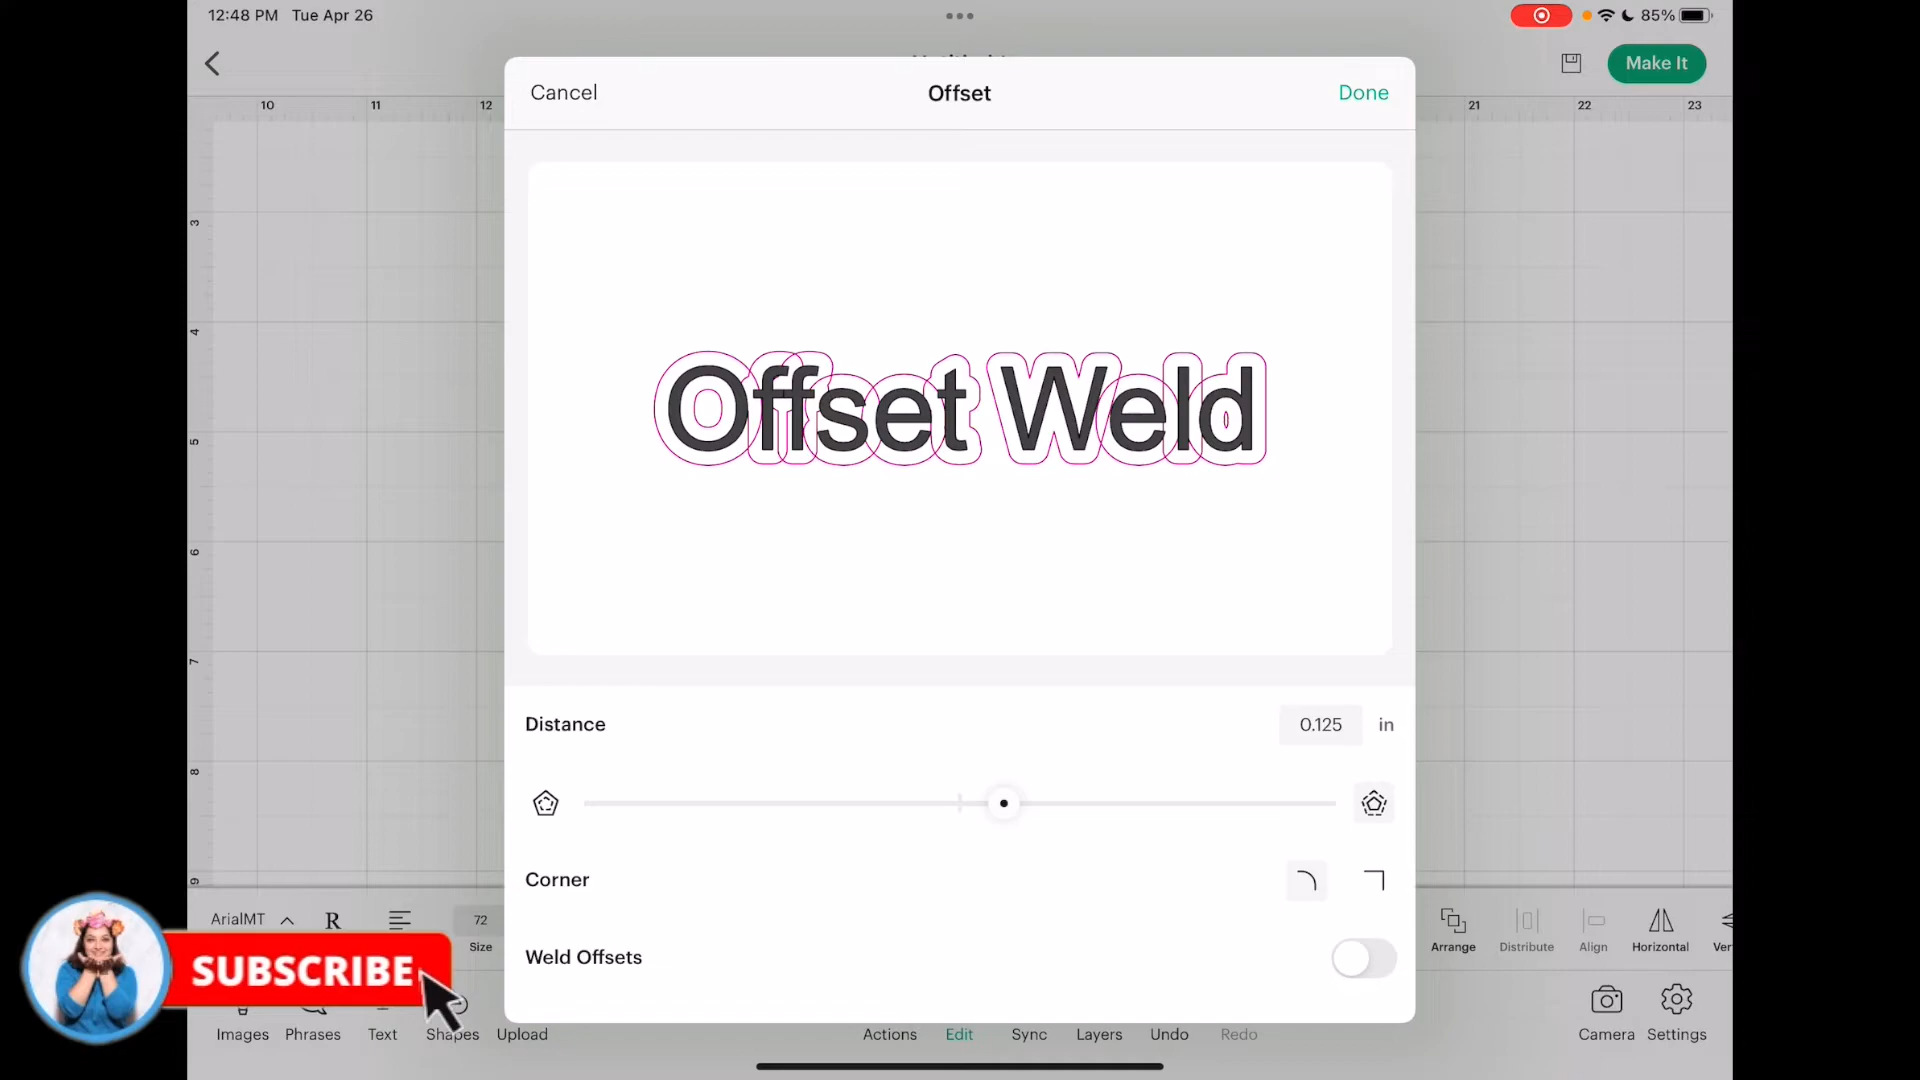 12:48 PM Tue Apr 26
85%
Make It
Cancel
Offset
Done
10 11 12 21 22 23
3
4
5
6
7
8
9
Offset Weld
Distance
0.125 in
Corner
Weld Offsets
ArialMT
R
72
Size
Arrange
Distribute
Align
Horizontal
Ver
SUBSCRIBE
Images
Phrases
Text
Shapes
Upload
Actions
Edit
Sync
Layers
Undo
Redo
Camera
Settings